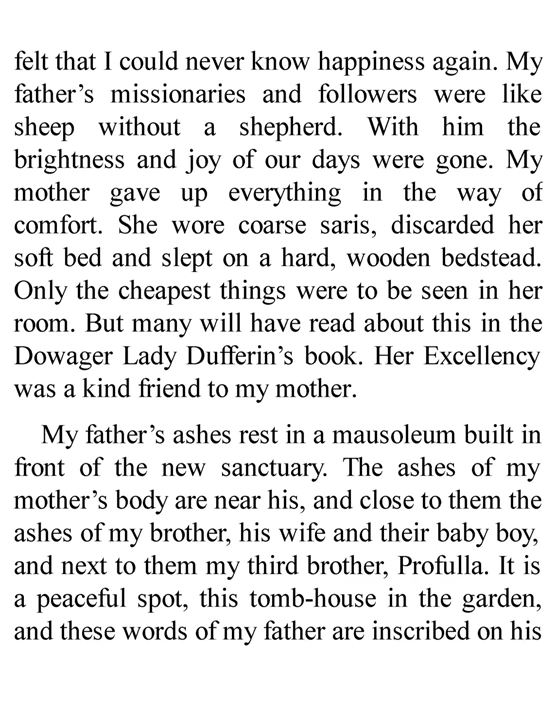 felt that I could never know happiness again. My
father’s missionaries and followers were like
sheep without a shepherd. With him the
brightness and joy of our days were gone. My
mother gave up everything in the way of
comfort. She wore coarse saris, discarded her
soft bed and slept on a hard, wooden bedstead.
Only the cheapest things were to be seen in her
room. But many will have read about this in the
Dowager Lady Dufferin’s book. Her Excellency
was a kind friend to my mother.
My father’s ashes rest in a mausoleum built in
front of the new sanctuary. The ashes of my
mother’s body are near his, and close to them the
ashes of my brother, his wife and their baby boy,
and next to them my third brother, Profulla. It is
a peaceful spot, this tomb-house in the garden,
and these words of my father are inscribed on his